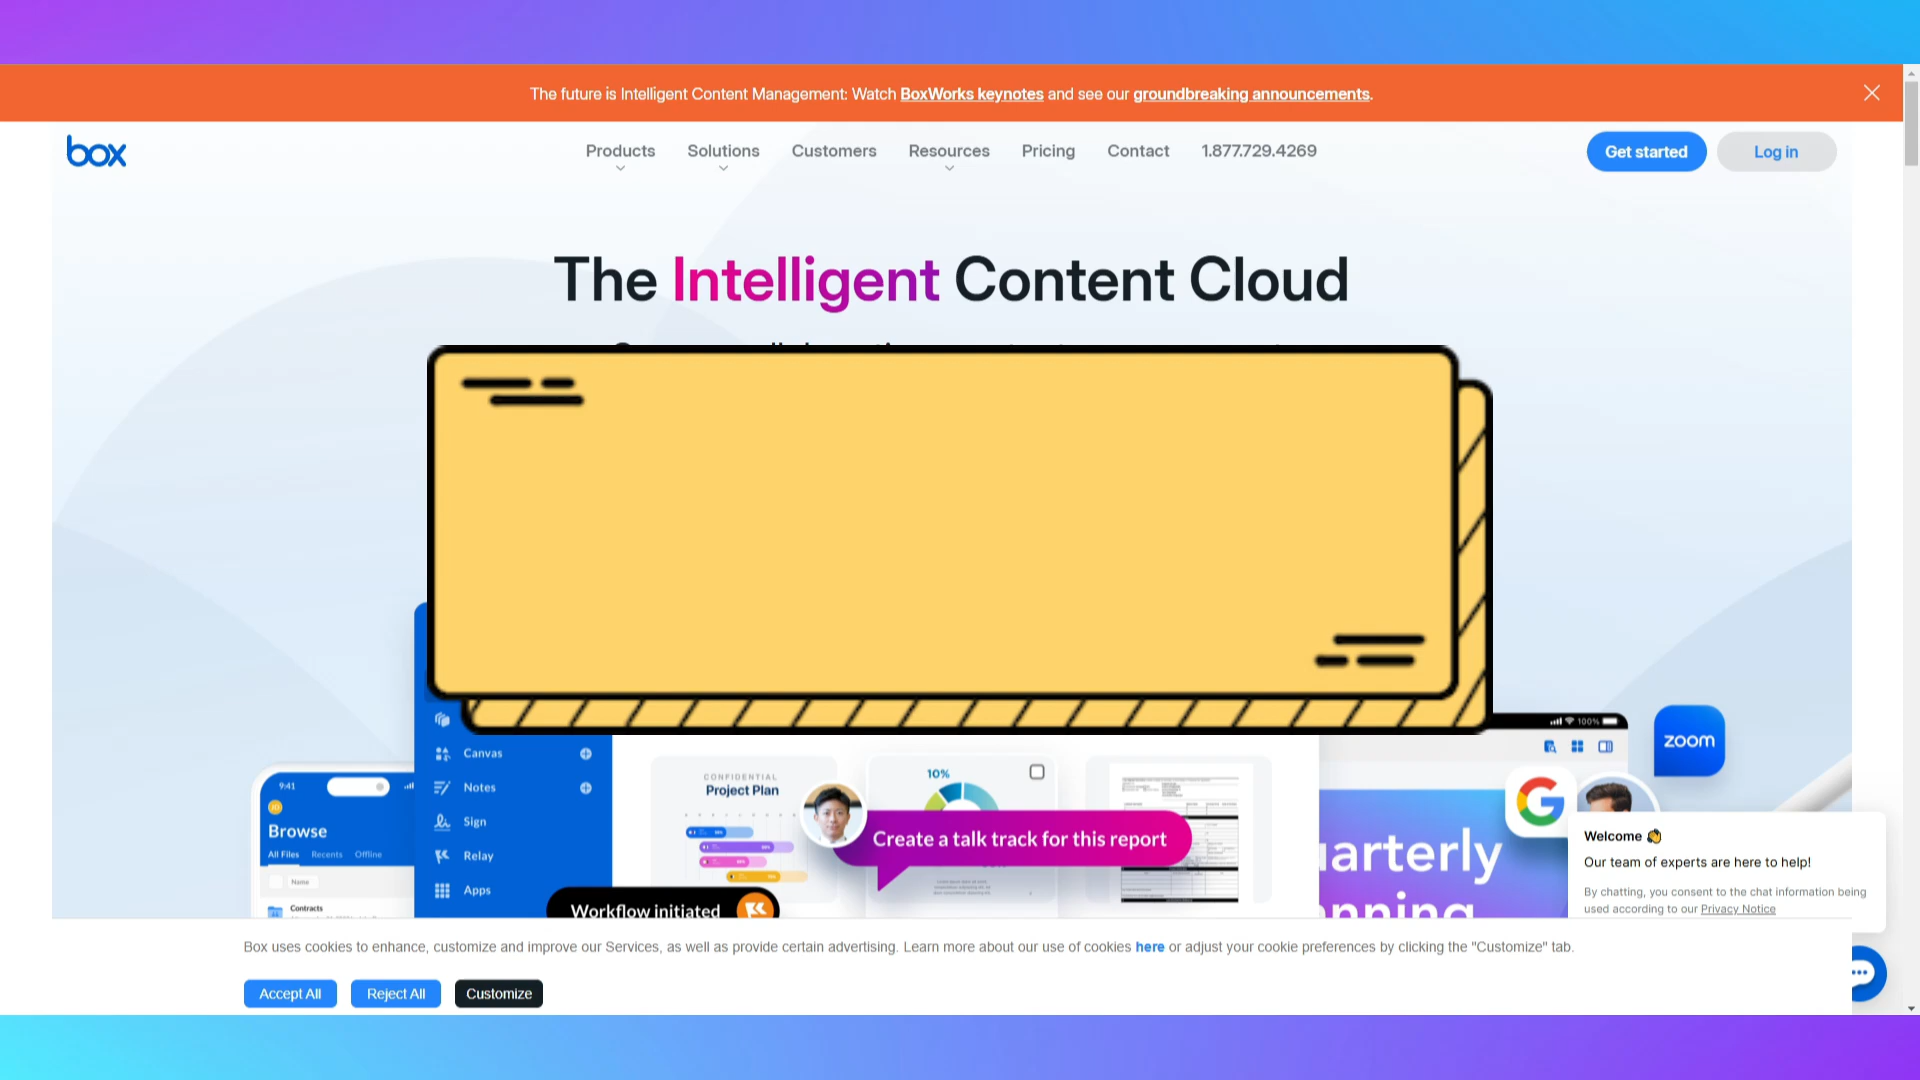 The future is Intelligent Content Management: Watch BoxWorks keynotes and see our groundbreaking announcements.
box
Products
Solutions
Customers
Resources
Pricing
Contact
1.877.729.4269
Get started
Log in
The Intelligent Content Cloud
100%
Canvas
Notes
Sign
Relay
Apps
9:41
Browse
All Files Recents Offline
Name
Contracts
CONFIDENTIAL
Project Plan
10%
Create a talk track for this report
Workflow initiated
zoom
G
Welcome 👏
Our team of experts are here to help!
By chatting, you consent to the chat information being
used according to our Privacy Notice
Box uses cookies to enhance, customize and improve our Services, as well as provide certain advertising. Learn more about our use of cookies here or adjust your cookie preferences by clicking the "Customize" tab.
Accept All
Reject All
Customize